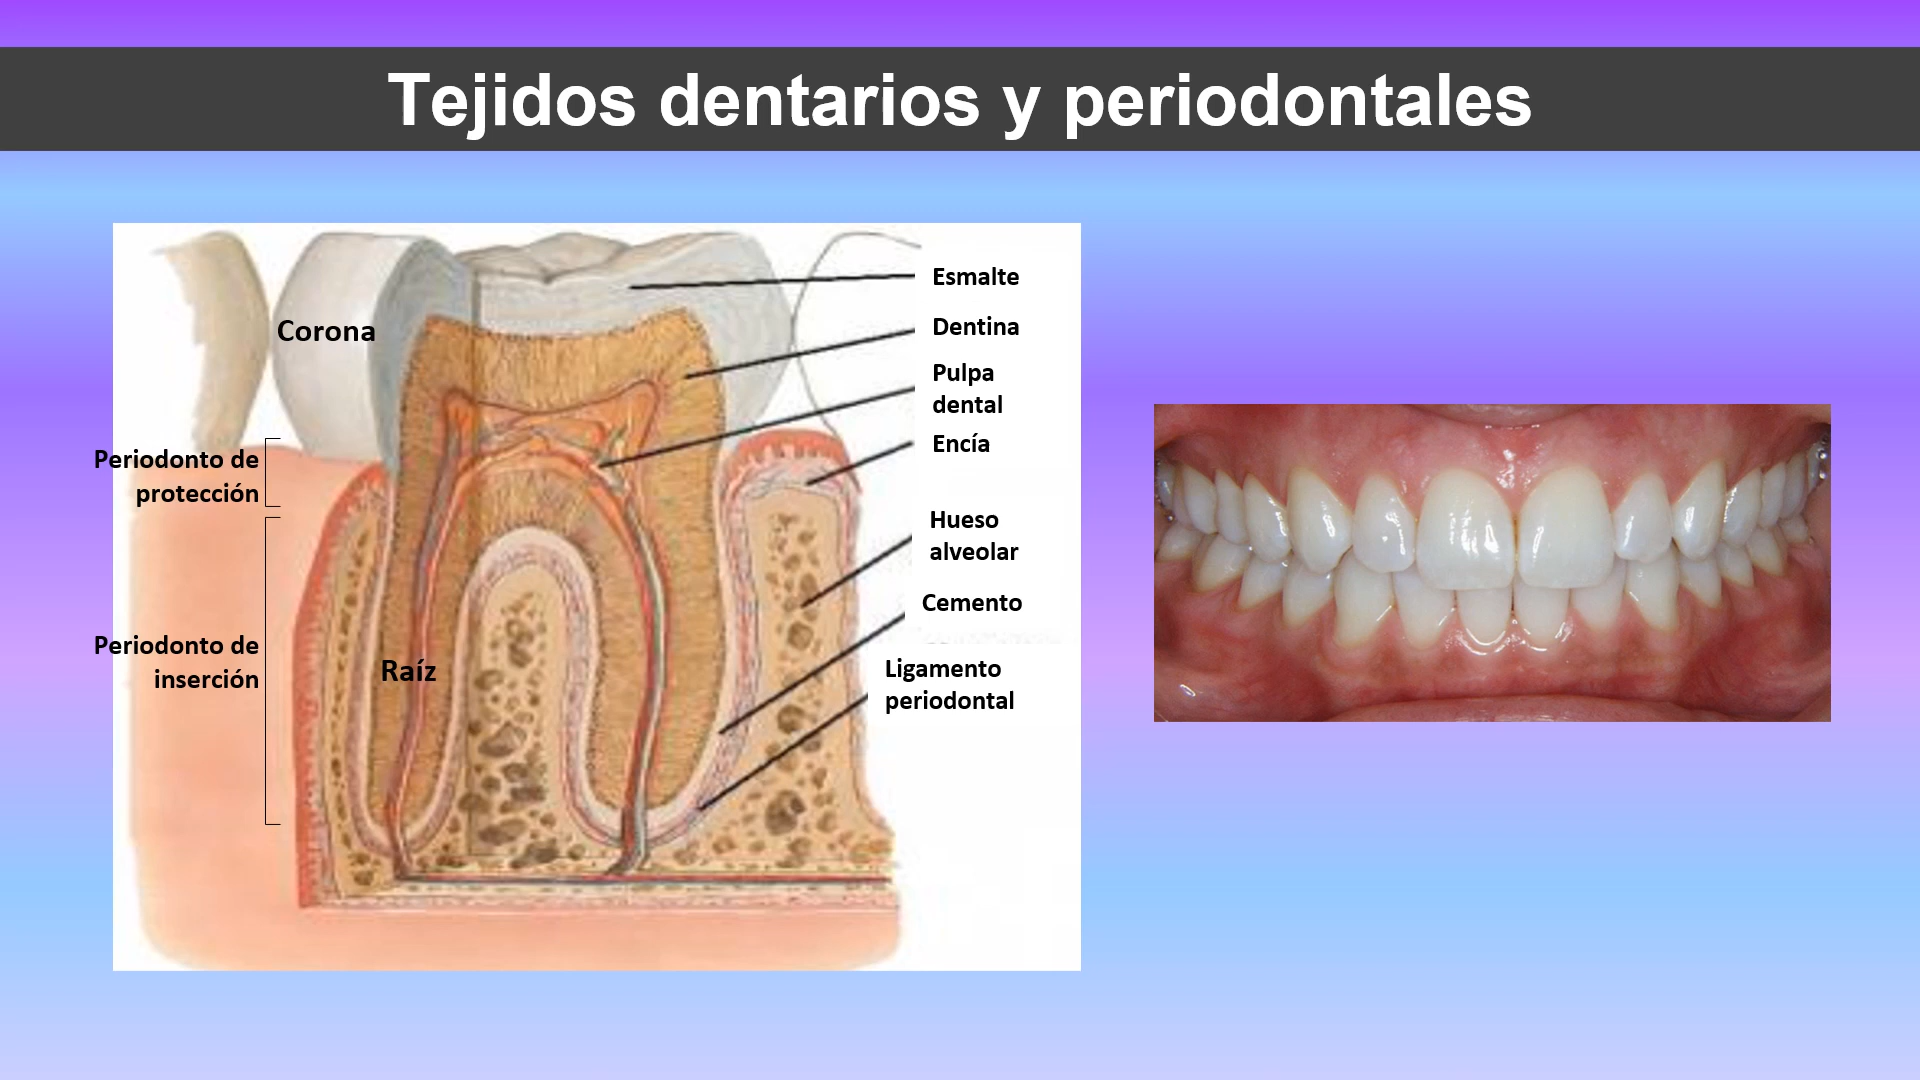 Tejidos dentarios y periodontales
Esmalte
Corona
Dentina
Pulpa
dental
Encía
Periodonto de
protección
Hueso
alveolar
Cemento
Periodonto de
inserción
Raíz
Ligamento
periodontal